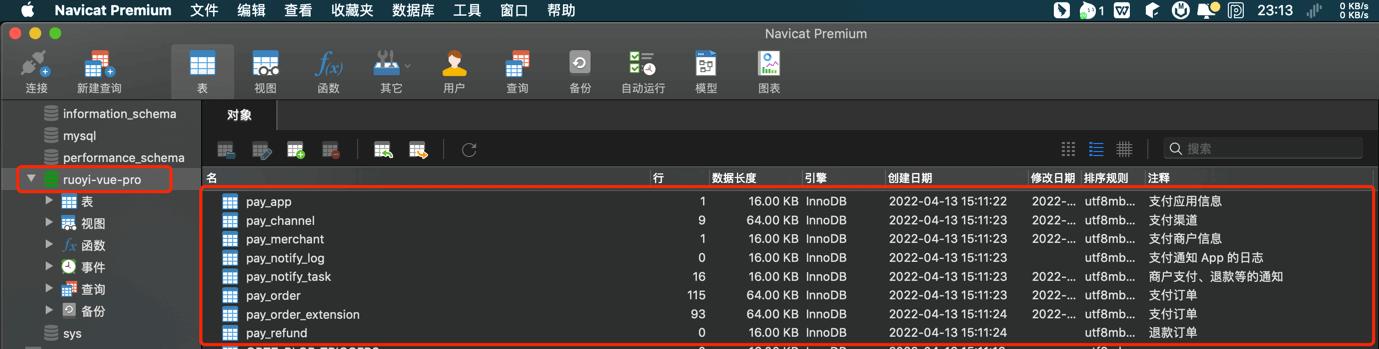 Navicat Premium 文件 编辑 查看 收藏夹 数据库 工具 窗口 帮助 1 23:13 0 KB/s
0 KB/s
Navicat Premium
连接 新建查询 表 视图 函数 其它 用户 查询 备份 自动运行 模型 图表
information_schema
mysql
performance_schema
ruoyi-vue-pro
表
视图
函数
事件
查询
备份
sys
对象
搜索
名 行 数据长度 引擎 创建日期 修改日期 排序规则 注释
pay_app 1 16.00 KB InnoDB 2022-04-13 15:11:22 2022-... utf8mb... 支付应用信息
pay_channel 9 64.00 KB InnoDB 2022-04-13 15:11:23 2022-... utf8mb... 支付渠道
pay_merchant 1 16.00 KB InnoDB 2022-04-13 15:11:23 2022-... utf8mb... 支付商户信息
pay_notify_log 0 16.00 KB InnoDB 2022-04-13 15:11:23 utf8mb... 支付通知 App 的日志
pay_notify_task 16 16.00 KB InnoDB 2022-04-13 15:11:23 2022-... utf8mb... 商户支付、退款等的通知
pay_order 115 64.00 KB InnoDB 2022-04-13 15:11:23 2022-... utf8mb... 支付订单
pay_order_extension 93 64.00 KB InnoDB 2022-04-13 15:11:24 2022-... utf8mb... 支付订单
pay_refund 0 16.00 KB InnoDB 2022-04-13 15:11:24 utf8mb... 退款订单